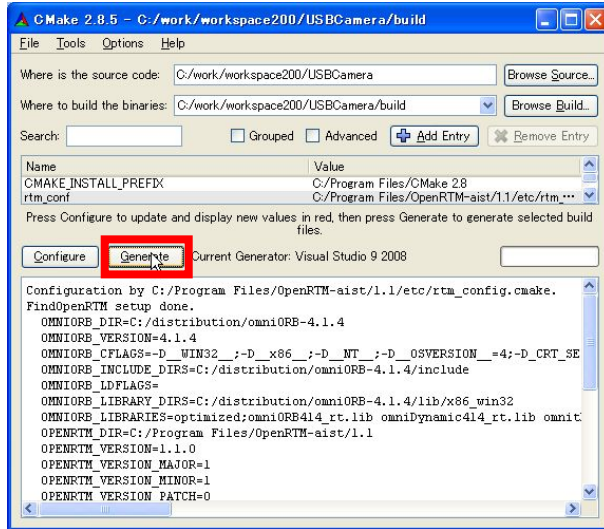 CMake 2.8.5 - C:/work/workspace200/USBCamera/build
File Tools Options Help
Where is the source code: C:/work/workspace200/USBCamera Browse Source...
Where to build the binaries: C:/work/workspace200/USBCamera/build Browse Build...
Search: Grouped Advanced Add Entry Remove Entry
Name Value
CMAKE_INSTALL_PREFIX C:/Program Files/CMake 2.8
rtm_conf C:/Program Files/OpenRTM-aist/1.1/etc/rtm_...
Press Configure to update and display new values in red, then press Generate to generate selected build
files.
Configure Generate Current Generator: Visual Studio 9 2008
Configuration by C:/Program Files/OpenRTM-aist/1.1/etc/rtm_config.cmake.
FindOpenRTM setup done.
OMNIORB_DIR=C:/distribution/omniORB-4.1.4
OMNIORB_VERSION=4.1.4
OMNIORB_CFLAGS=-D__WIN32__;-D__x86__;-D__NT__;-D__OSVERSION__=4;-D_CRT_SE
OMNIORB_INCLUDE_DIRS=C:/distribution/omniORB-4.1.4/include
OMNIORB_LDFLAGS=
OMNIORB_LIBRARY_DIRS=C:/distribution/omniORB-4.1.4/lib/x86_win32
OMNIORB_LIBRARIES=optimized;omniORB414_rt.lib omniDynamic414_rt.lib omnit
OPENRTM_DIR=C:/Program Files/OpenRTM-aist/1.1
OPENRTM_VERSION=1.1.0
OPENRTM_VERSION_MAJOR=1
OPENRTM_VERSION_MINOR=1
OPENRTM_VERSION_PATCH=0